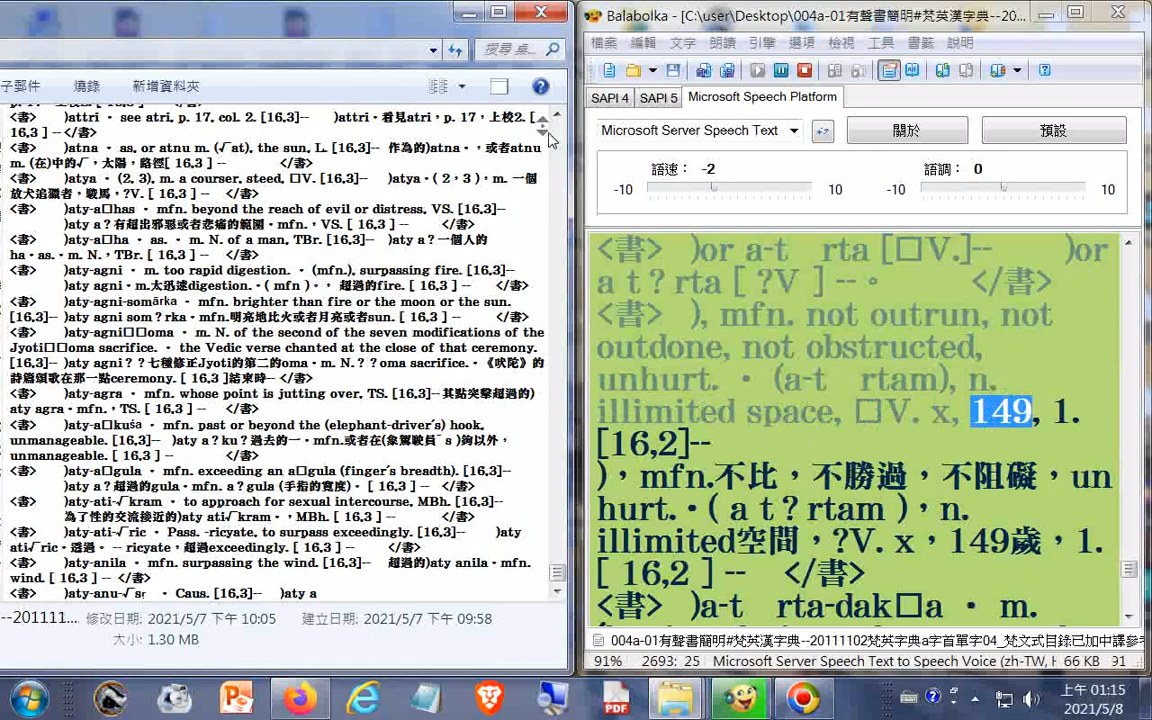 搜尋 桌...
子郵件 燒錄 新增資料夾
《書》 )attri · see atri, p. 17, col. 2. [16,3]-- )attri · 看見atri, p. 17, 上校2. [
16,3 ] -- </書》
《書》 )atna · as, or atnu m. (√at), the sun, L. [16,3]-- 作為的)atna · , 或者atnu
m. (在)中的√, 太陽, 路徑[ 16,3 ] </書》
《書》 )atya · (2, 3), m. a courser, steed, □V. [16,3]-- )atya · ( 2, 3 ), m. 一個
放犬追獵者, 駿馬, ?V. [ 16,3 ] </書》
《書》 )aty-a□has · mfn. beyond the reach of evil or distress, VS. [16,3]--
)aty a ? 有超出邪惡或者悲痛的範圍 · mfn., VS. [ 16,3 ] </書》
《書》 )aty-a□ha · as, · m. N. of a man, TBr. [16,3]-- )aty a ? 一個人的
ha · as, · m. N., TBr. [ 16,3 ] </書》
《書》 )aty-agni · m. too rapid digestion. · (mfn.), surpassing fire. [16,3]--
)aty agni · m.太迅速digestion. · ( mfn ) · , 超過的fire. [ 16,3 ] </書》
《書》 )aty-agni-somārka · mfn. brighter than fire or the moon or the sun.
[16,3]-- )aty agni som ? rka · mfn.明亮地比火或者月亮或者sun. [ 16,3 ] </書》
《書》 )aty-agni□□oma · m. N. of the second of the seven modifications of the
Jyoti□□oma sacrifice. · the Vedic verse chanted at the close of that ceremony.
[16,3]-- )aty agni ? ? 七種修正Jyoti的第二的oma · m. N. ? ? oma sacrifice. · 《吠陀》的
詩篇頌歌在那一點ceremony. [ 16,3 ]結束時-- </書》
《書》 )aty-agra · mfn. whose point is jutting over, TS. [16,3]-- 其點突擊超過的)
aty agra · mfn., TS. [ 16,3 ] </書》
《書》 )aty-a□kuśa · mfn. past or beyond the (elephant-driver's) hook,
unmanageable. [16,3]-- )aty a ? ku ? 過去的一 · mfn.或者在(象駕駛員¯s )鉤以外,
unmanageable. [ 16,3 ] </書》
《書》 )aty-a□gula · mfn. exceeding an a□gula (finger's breadth). [16,3]--
)aty a ? 超過的gula · mfn. a ? gula (手指的寬度) · [ 16,3 ] </書》
《書》 )aty-ati-√kram · to approach for sexual intercourse, MBh. [16,3]--
為了性的交流接近的)aty ati√kram · , MBh. [ 16,3 ] </書》
《書》 )aty-ati-√ric · Pass. -ricyate, to surpass exceedingly. [16,3]-- )aty
ati√ric · 透過 · -- ricyate, 超過exceedingly. [ 16,3 ]-- </書》
《書》 )aty-anila · mfn. surpassing the wind. [16,3]-- 超過的)aty anila · mfn.
wind. [ 16,3 ] -- </書》
《書》 )aty-anu-√sṛ · Caus. [16,3]-- )aty a
--201111... 修改日期: 2021/5/7 下午 10:05 建立日期: 2021/5/7 下午 09:58
大小: 1.30 MB
Balabolka - [C:\user\Desktop\004a-01有聲書簡明#梵英漢字典--20...
檔案 編輯 文字 朗讀 引擎 選項 檢視 工具 書籤 說明
SAPI 4 SAPI 5 Microsoft Speech Platform
Microsoft Server Speech Text 關於 預設
語速: -2 語調: 0
-10 10 -10 10
《書》 )or a-t rta [□V.]-- )or
a t ? rta [ ?V ] -- 。 </書》
《書》 ), mfn. not outrun, not
outdone, not obstructed,
unhurt. · (a-t rtam), n.
illimited space, □V. x, 149, 1.
[16,2]--
), mfn.不比, 不勝過, 不阻礙, un
hurt. · ( a t ? rtam ), n.
illimited空間, ?V. x, 149歲, 1.
[ 16,2 ] -- </書》
《書》 )a-t rta-dak□a · m.
004a-01有聲書簡明#梵英漢字典--20111102梵英字典a字首單字04_梵文式目錄已加中譯參考
91% 2693: 25 Microsoft Server Speech Text to Speech Voice (zh-TW, H 66 KB 91
上午 01:15
2021/5/8